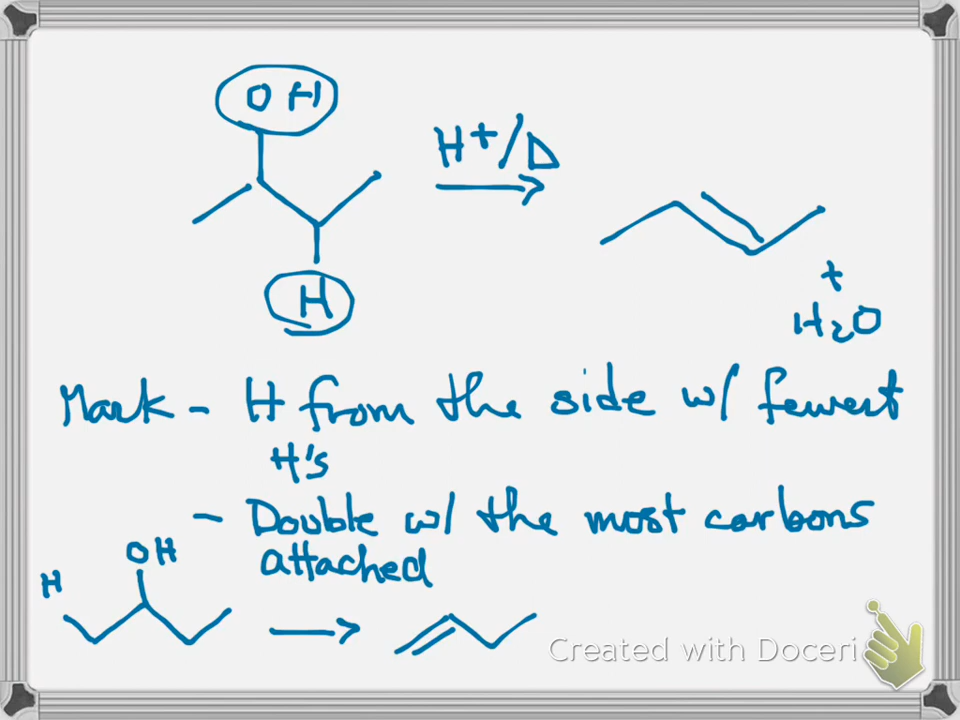 OH
H+/Δ
H
+
H2O
Mark - H from the side w/ fewest
H's
- Double w/ the most carbons
attached
OH
H
Created with Doceri